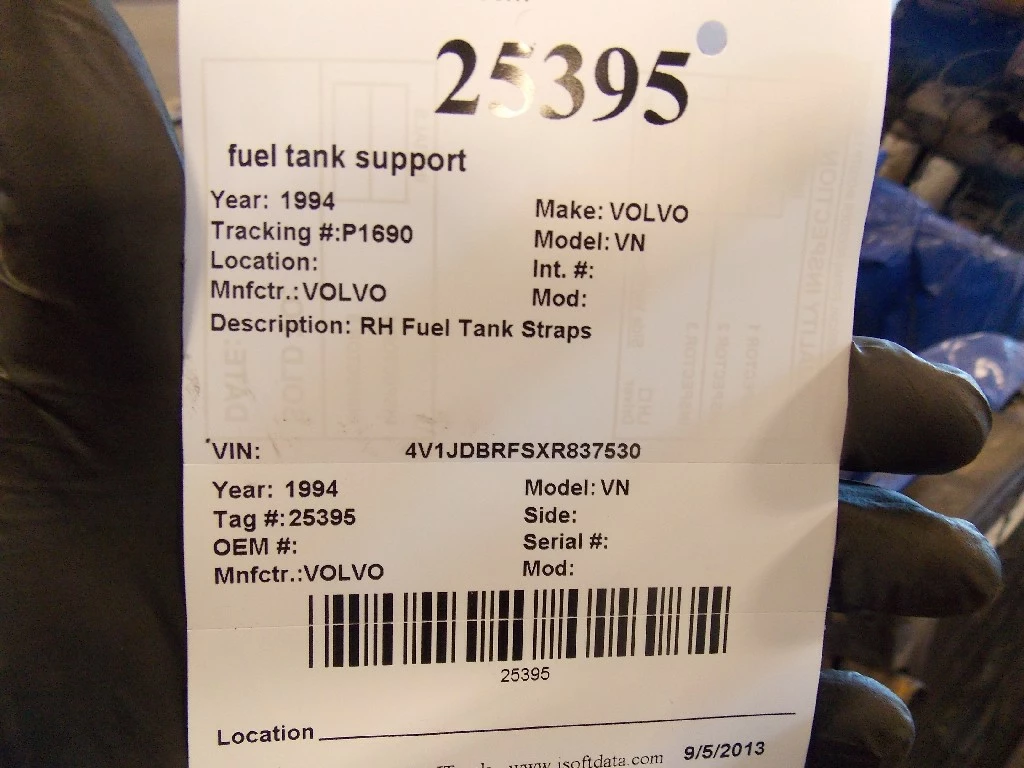 25395
fuel tank support
Year: 1994
Make: VOLVO
Tracking #:P1690
Model: VN
Location:
Int. #:
Mnfctr.: VOLVO
Mod:
Description: RH Fuel Tank Straps
VIN: 4V1JDBRFSXR837530
Year: 1994
Model: VN
Tag #: 25395
Side:
OEM #:
Serial #:
Mnfctr.:VOLVO
Mod:
25395
Location
www.isoftdata.com 9/5/2013